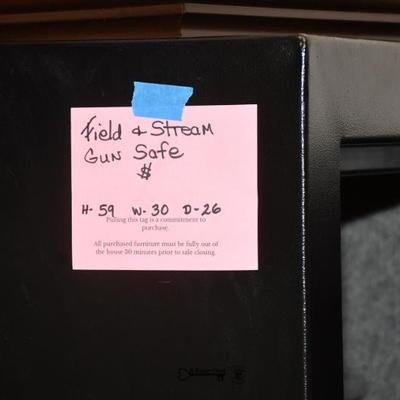 Field & Stream
Gun Safe
$
H- 59 W- 30 D- 26
Pulling this tag is a commitment to
purchase.
All purchased furniture must be fully out of
the house 30 minutes prior to sale closing.